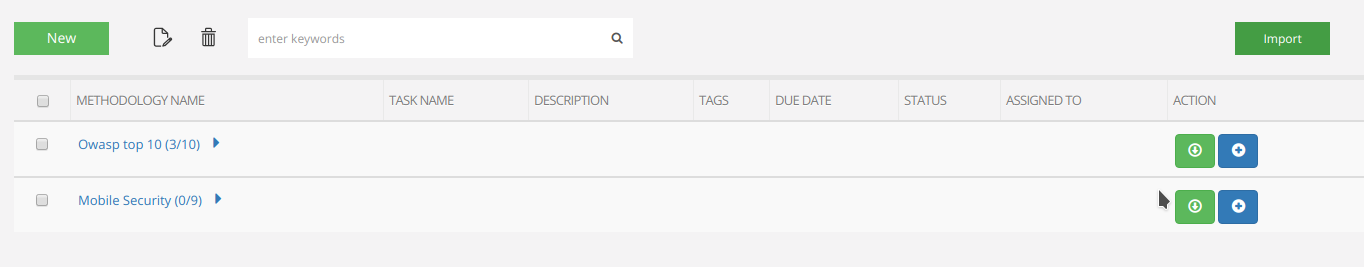 New
enter keywords
Import
METHODOLOGY NAME TASK NAME DESCRIPTION TAGS DUE DATE STATUS ASSIGNED TO ACTION
Owasp top 10 (3/10)
Mobile Security (0/9)